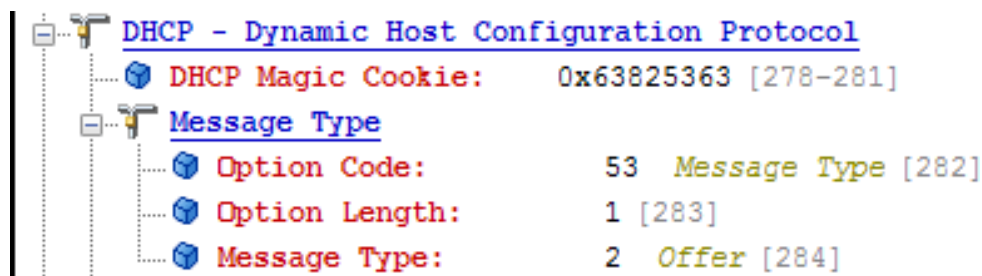 DHCP - Dynamic Host Configuration Protocol
DHCP Magic Cookie: 0x63825363 [278-281]
Message Type
Option Code: 53 Message Type [282]
Option Length: 1 [283]
Message Type: 2 Offer [284]